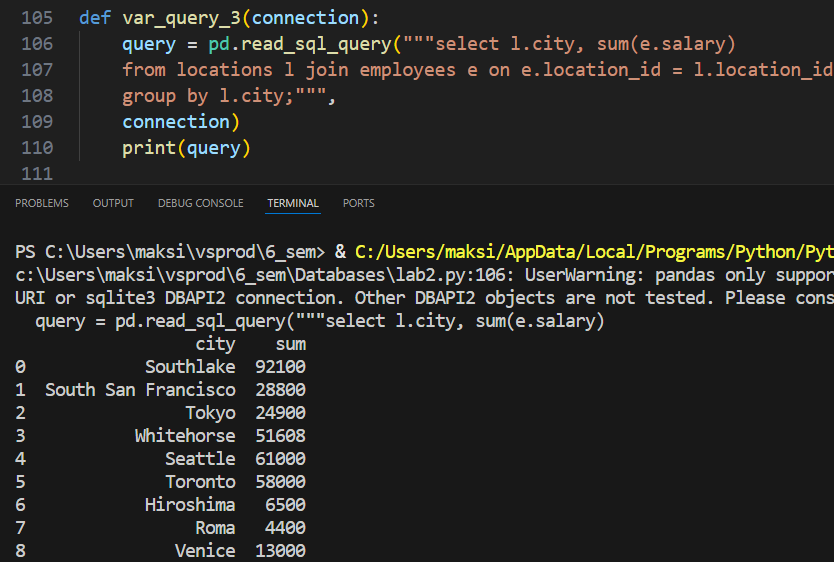 105 def var_query_3(connection):
106 query = pd.read_sql_query("""select l.city, sum(e.salary)
107 from locations l join employees e on e.location_id = l.location_id
108 group by l.city;""",
109 connection)
110 print(query)
111
PROBLEMS OUTPUT DEBUG CONSOLE TERMINAL PORTS
PS C:\Users\maksi\vsprod\6_sem> & C:/Users/maksi/AppData/Local/Programs/Python/Pyt
c:\Users\maksi\vsprod\6_sem\Databases\lab2.py:106: UserWarning: pandas only suppor
URI or sqlite3 DBAPI2 connection. Other DBAPI2 objects are not tested. Please cons
query = pd.read_sql_query("""select l.city, sum(e.salary)
city sum
0 Southlake 92100
1 South San Francisco 28800
2 Tokyo 24900
3 Whitehorse 51608
4 Seattle 61000
5 Toronto 58000
6 Hiroshima 6500
7 Roma 4400
8 Venice 13000